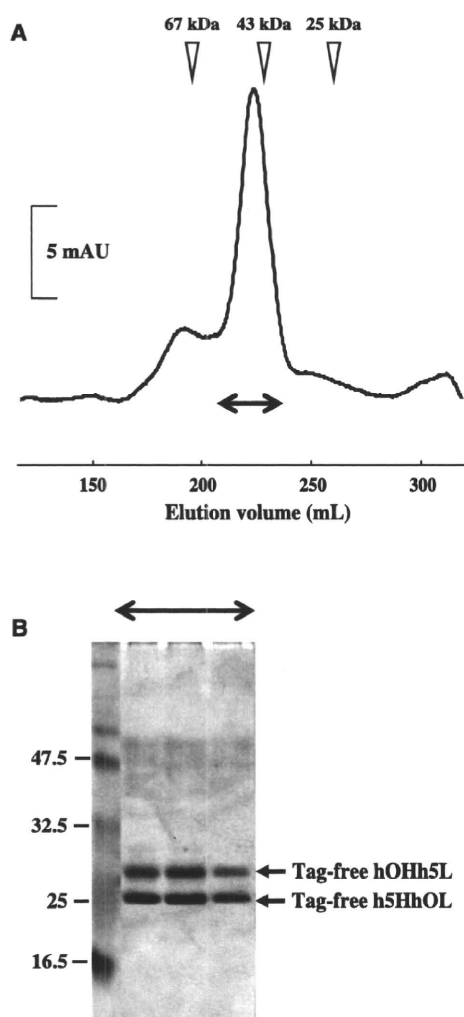 A
67 kDa 43 kDa 25 kDa
5 mAU
150 200 250 300
Elution volume (mL)
B
47.5
32.5
Tag-free hOHh5L
25
Tag-free h5HhOL
16.5